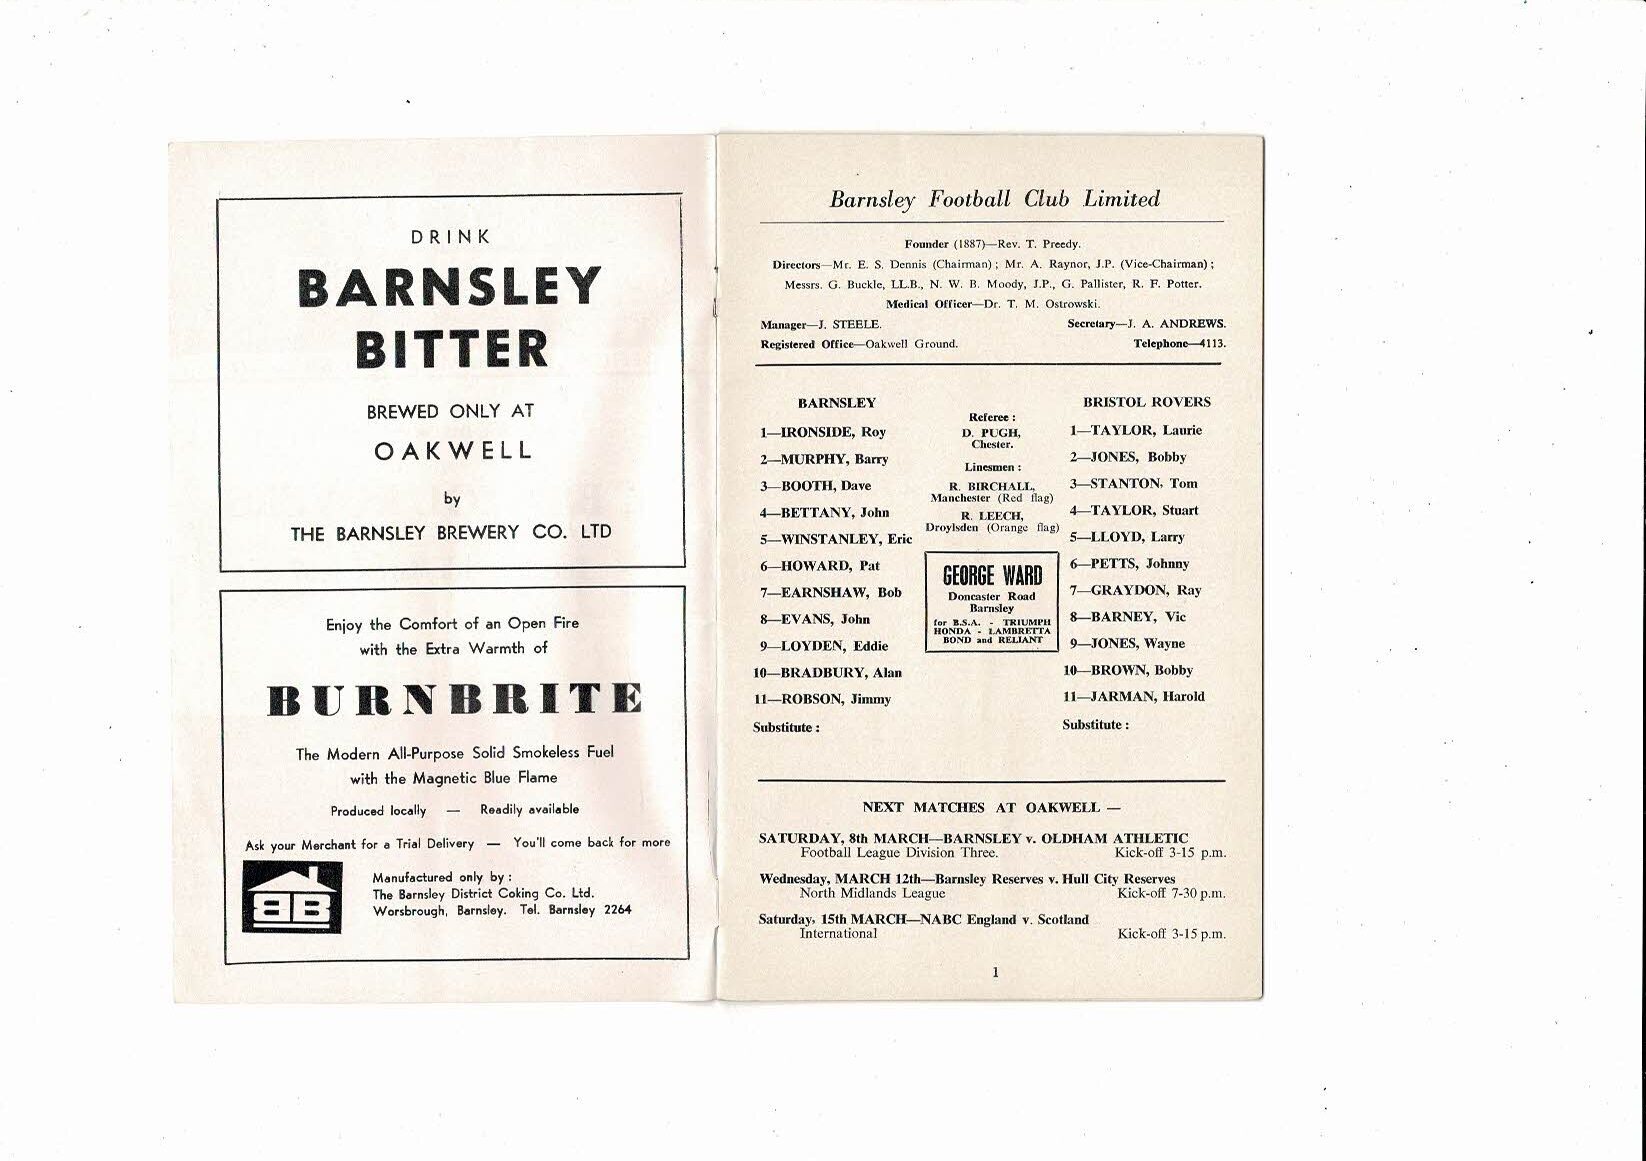 DRINK
BARNSLEY
BITTER
BREWED ONLY AT
OAKWELL
by
THE BARNSLEY BREWERY CO. LTD
Enjoy the Comfort of an Open Fire
with the Extra Warmth of
BURNBRITE
The Modern All-Purpose Solid Smokeless Fuel
with the Magnetic Blue Flame
Produced locally — Readily available
Ask your Merchant for a Trial Delivery — You'll come back for more
BB
Manufactured only by :
The Barnsley District Coking Co. Ltd.
Worsbrough, Barnsley. Tel. Barnsley 2264
Barnsley Football Club Limited
Founder (1887)—Rev. T. Preedy.
Directors—Mr. E. S. Dennis (Chairman) ; Mr. A. Raynor, J.P. (Vice-Chairman) ;
Messrs. G. Buckle, LL.B., N. W. B. Moody, J.P., G. Pallister, R. F. Potter.
Medical Officer—Dr. T. M. Ostrowski.
Manager—J. STEELE. Secretary—J. A. ANDREWS.
Registered Office—Oakwell Ground. Telephone—4113.
BARNSLEY
1—IRONSIDE, Roy
2—MURPHY, Barry
3—BOOTH, Dave
4—BETTANY, John
5—WINSTANLEY, Eric
6—HOWARD, Pat
7—EARNSHAW, Bob
8—EVANS, John
9—LOYDEN, Eddie
10—BRADBURY, Alan
11—ROBSON, Jimmy
Substitute :
Referee :
D. PUGH,
Chester.
Linesmen :
R. BIRCHALL,
Manchester (Red flag)
R. LEECH,
Droylsden (Orange flag)
GEORGE WARD
Doncaster Road
Barnsley
for B.S.A. - TRIUMPH
HONDA - LAMBRETTA
BOND and RELIANT
BRISTOL ROVERS
1—TAYLOR, Laurie
2—JONES, Bobby
3—STANTON, Tom
4—TAYLOR, Stuart
5—LLOYD, Larry
6—PETTS, Johnny
7—GRAYDON, Ray
8—BARNEY, Vic
9—JONES, Wayne
10—BROWN, Bobby
11—JARMAN, Harold
Substitute :
NEXT MATCHES AT OAKWELL —
SATURDAY, 8th MARCH—BARNSLEY v. OLDHAM ATHLETIC
Football League Division Three. Kick-off 3-15 p.m.
Wednesday, MARCH 12th—Barnsley Reserves v. Hull City Reserves
North Midlands League Kick-off 7-30 p.m.
Saturday, 15th MARCH—NABC England v. Scotland
International Kick-off 3-15 p.m.
1